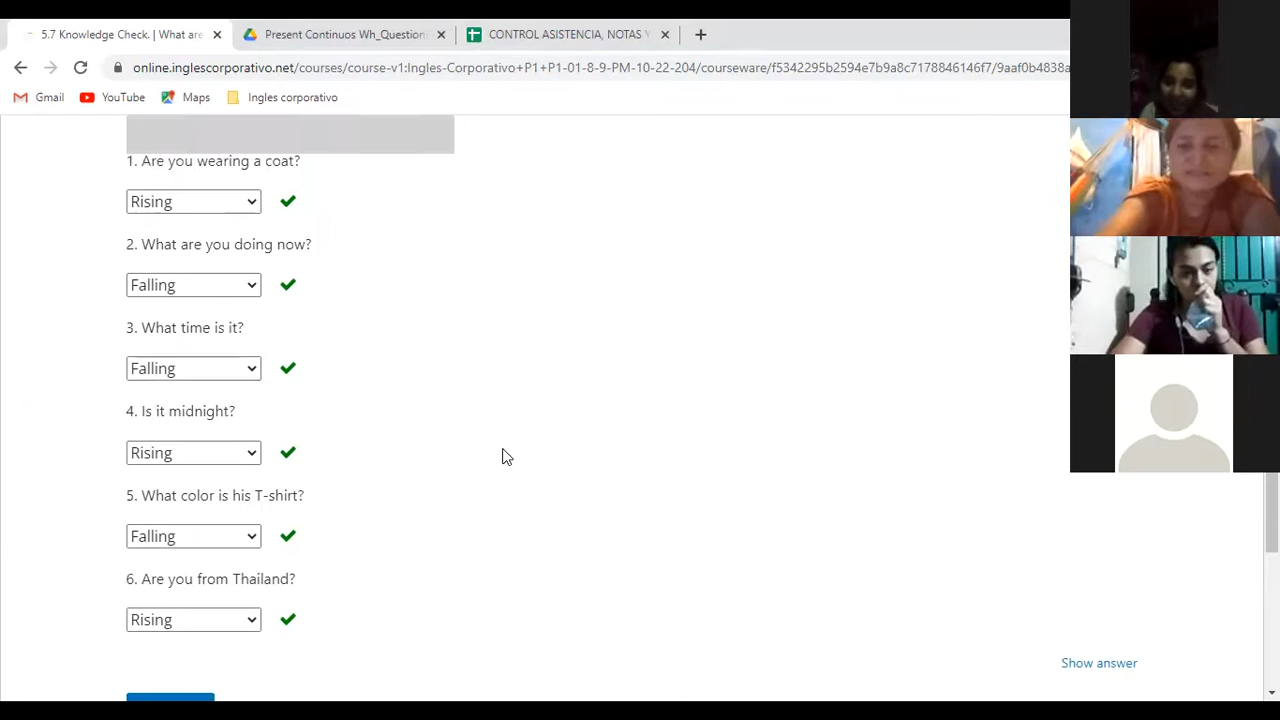 5.7 Knowledge Check. | What are
Present Continuos Wh_Question
CONTROL ASISTENCIA, NOTAS Y
online.inglescorporativo.net/courses/course-v1:Ingles-Corporativo+P1+P1-01-8-9-PM-10-22-204/courseware/f5342295b2594e7b9a8c7178846146f7/9aaf0b4838a
Gmail
YouTube
Maps
Ingles corporativo
1. Are you wearing a coat?
Rising
2. What are you doing now?
Falling
3. What time is it?
Falling
4. Is it midnight?
Rising
5. What color is his T-shirt?
Falling
6. Are you from Thailand?
Rising
Show answer